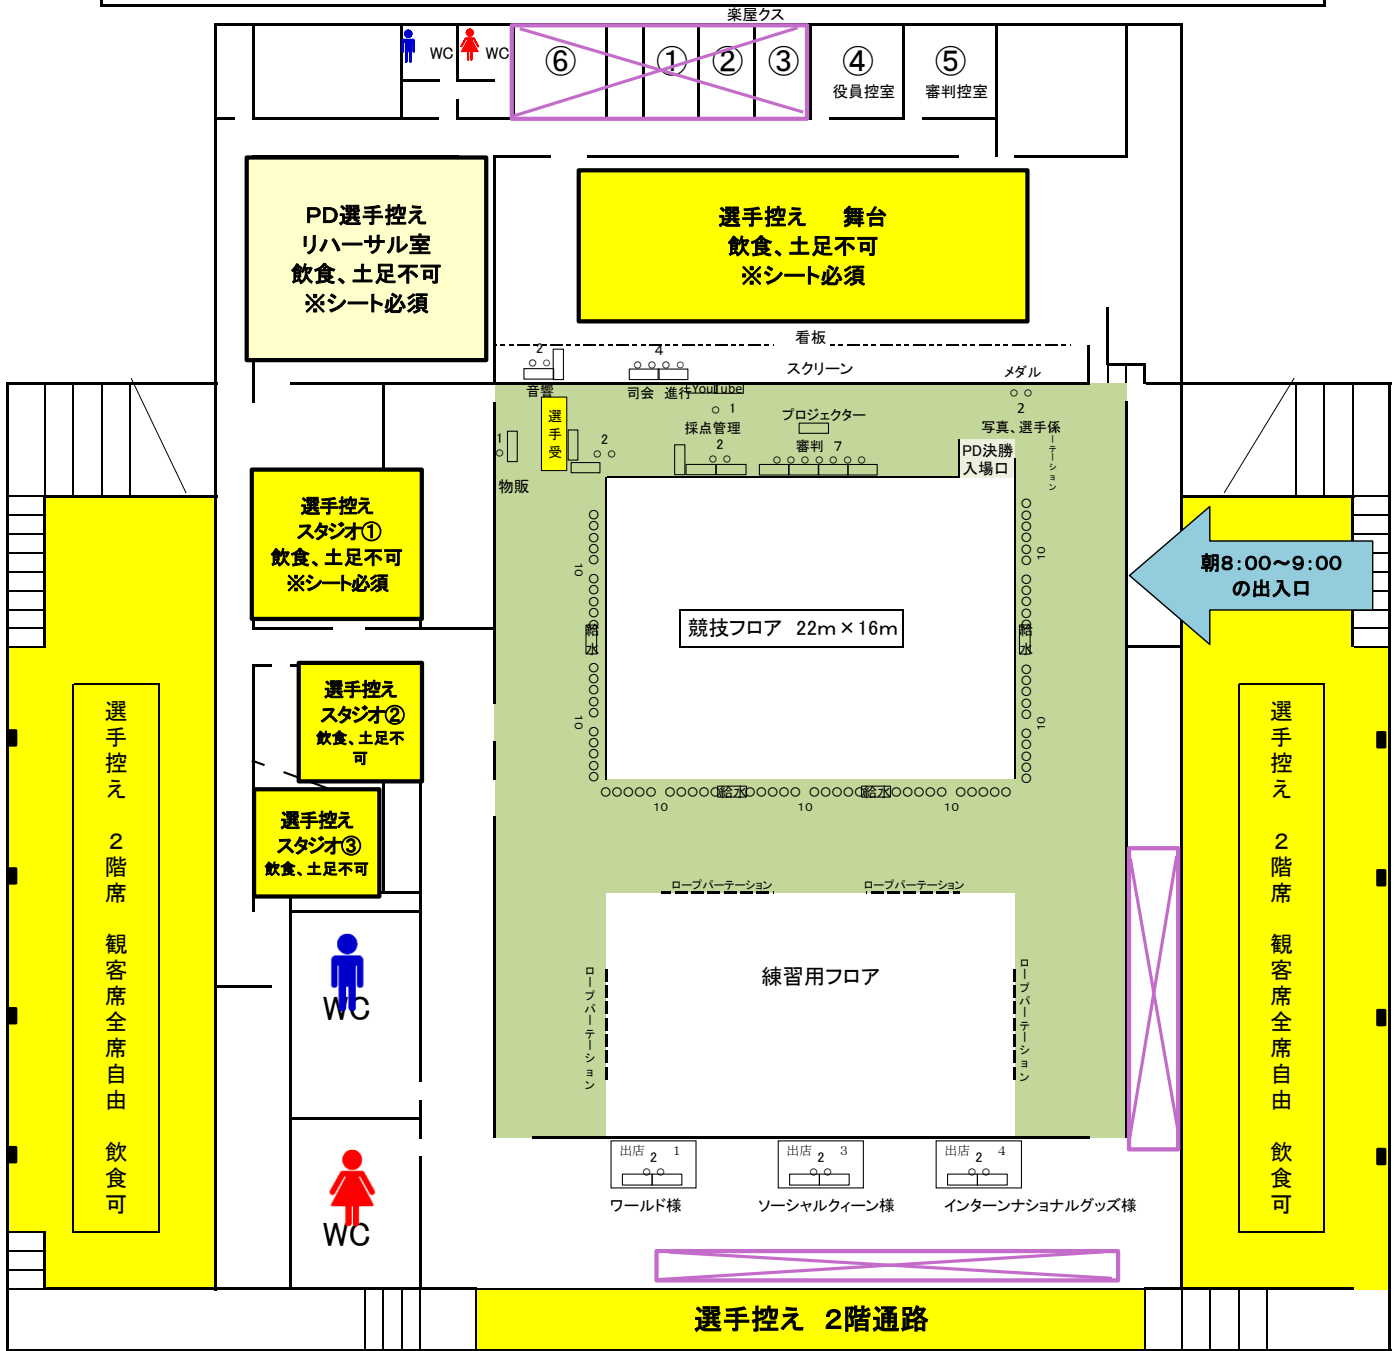 楽屋クス
WC
WC
⑥
①
②
③
④
役員控室
⑤
審判控室
PD選手控え
リハーサル室
飲食、土足不可
※シート必須
選手控え　舞台
飲食、土足不可
※シート必須
看板
スクリーン
メダル
2
4
音響
司会　進行
YouTube
1
採点管理
2
プロジェクター
審判　7
2
写真、選手係
PD決勝
入場口
ーテーション
選手受
2
1
物販
選手控え
スタジオ①
飲食、土足不可
※シート必須
朝8:00～9:00
の出入口
10
10
競技フロア　22m×16m
給水
給水
選手控え
スタジオ②
飲食、土足不
可
10
10
選手控え
スタジオ③
飲食、土足不可
給水
給水
10
10
10
選手控え　2階席　観客席全席自由　飲食可
選手控え　2階席　観客席全席自由　飲食可
ロープパーテーション
ロープパーテーション
練習用フロア
ロープパーテーション
ロープパーテーション
WC
WC
出店　2　1
ワールド様
出店　2　3
ソーシャルクィーン様
出店　2　4
インターンナショナルグッズ様
選手控え　2階通路